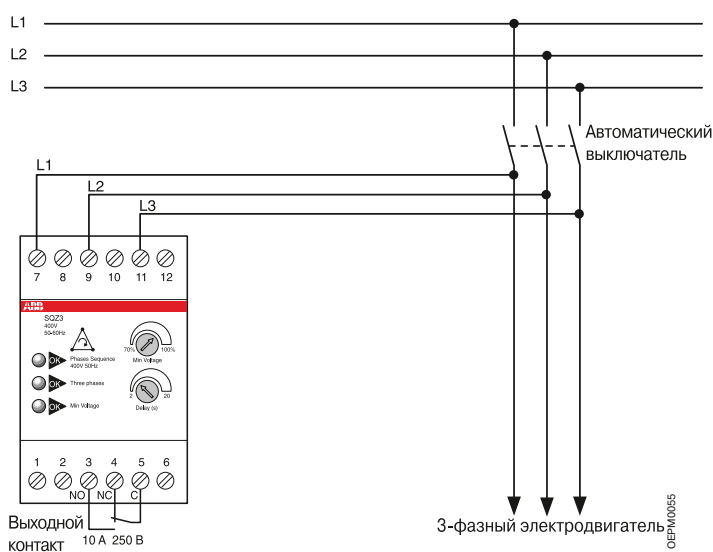 L1
L2
L3
Автоматический
выключатель
L1
L2
L3
7 8 9 10 11 12
ABB
SQZ3
400V
50-60Hz
70% 100%
Min Voltage
OK Phases Sequence
400V 50Hz
OK Three phases
2 20
Delay (s)
OK Min Voltage
1 2 3 4 5 6
NO NC C
Выходной
контакт
10 А 250 В
3-фазный электродвигатель
OEPM0055